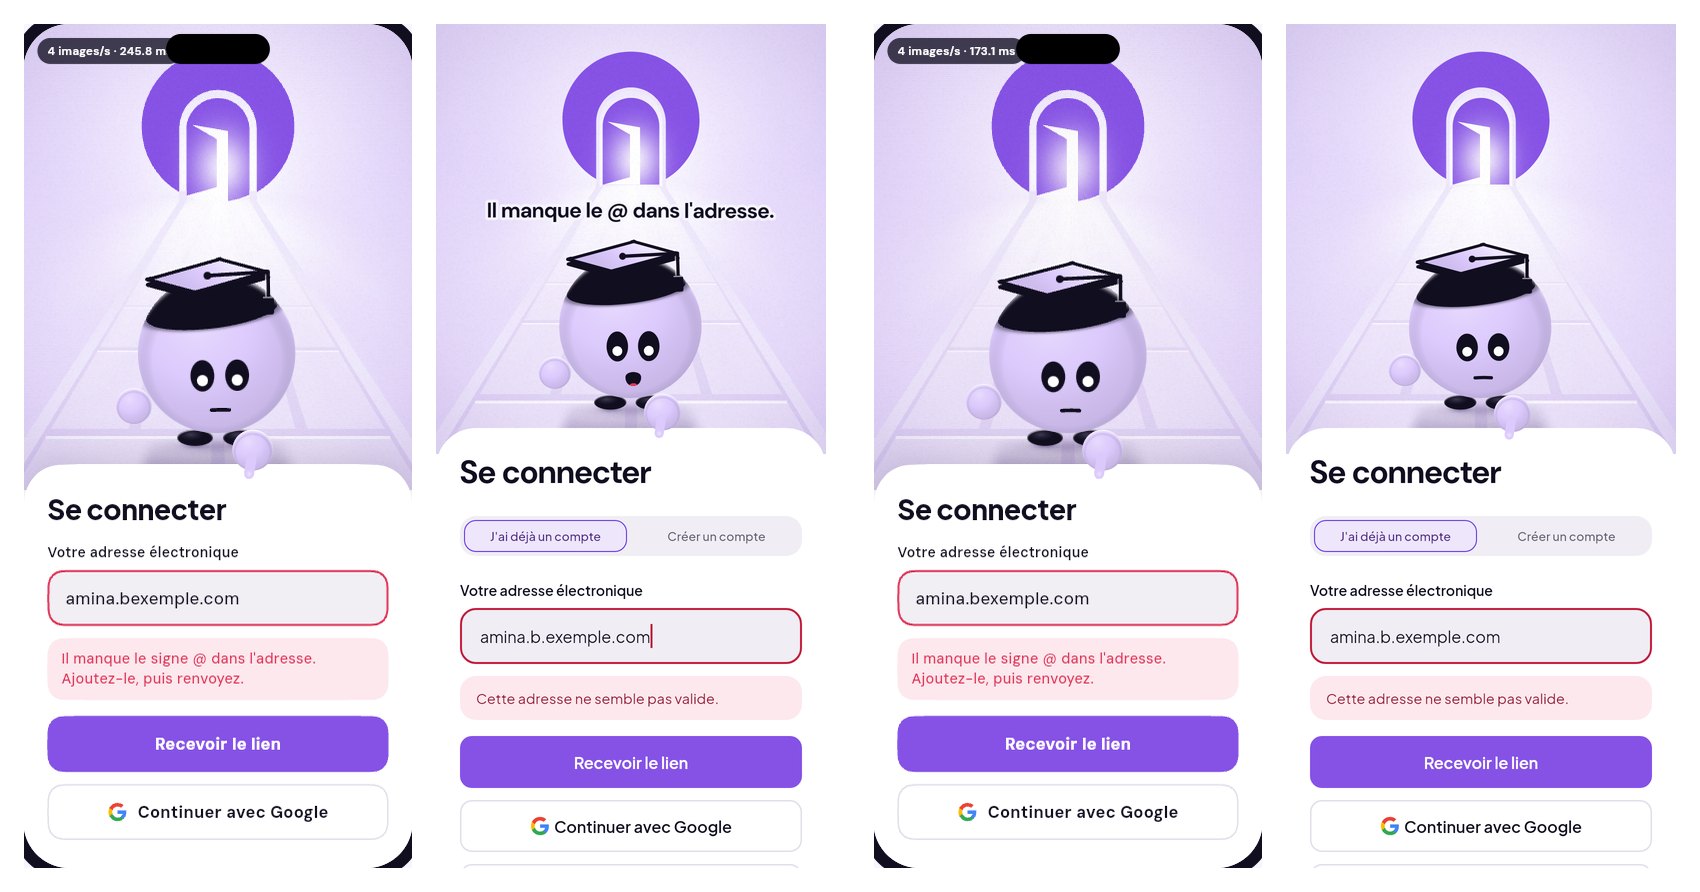 4 images/s · 245.8 m
Se connecter
Votre adresse électronique
amina.bexemple.com
Il manque le signe @ dans l'adresse.
Ajoutez-le, puis renvoyez.
Recevoir le lien
Continuer avec Google
Il manque le @ dans l'adresse.
Se connecter
J'ai déjà un compte
Créer un compte
Votre adresse électronique
amina.b.exemple.com
Cette adresse ne semble pas valide.
Recevoir le lien
Continuer avec Google
4 images/s · 173.1 ms
Se connecter
Votre adresse électronique
amina.bexemple.com
Il manque le signe @ dans l'adresse.
Ajoutez-le, puis renvoyez.
Recevoir le lien
Continuer avec Google
Se connecter
J'ai déjà un compte
Créer un compte
Votre adresse électronique
amina.b.exemple.com
Cette adresse ne semble pas valide.
Recevoir le lien
Continuer avec Google